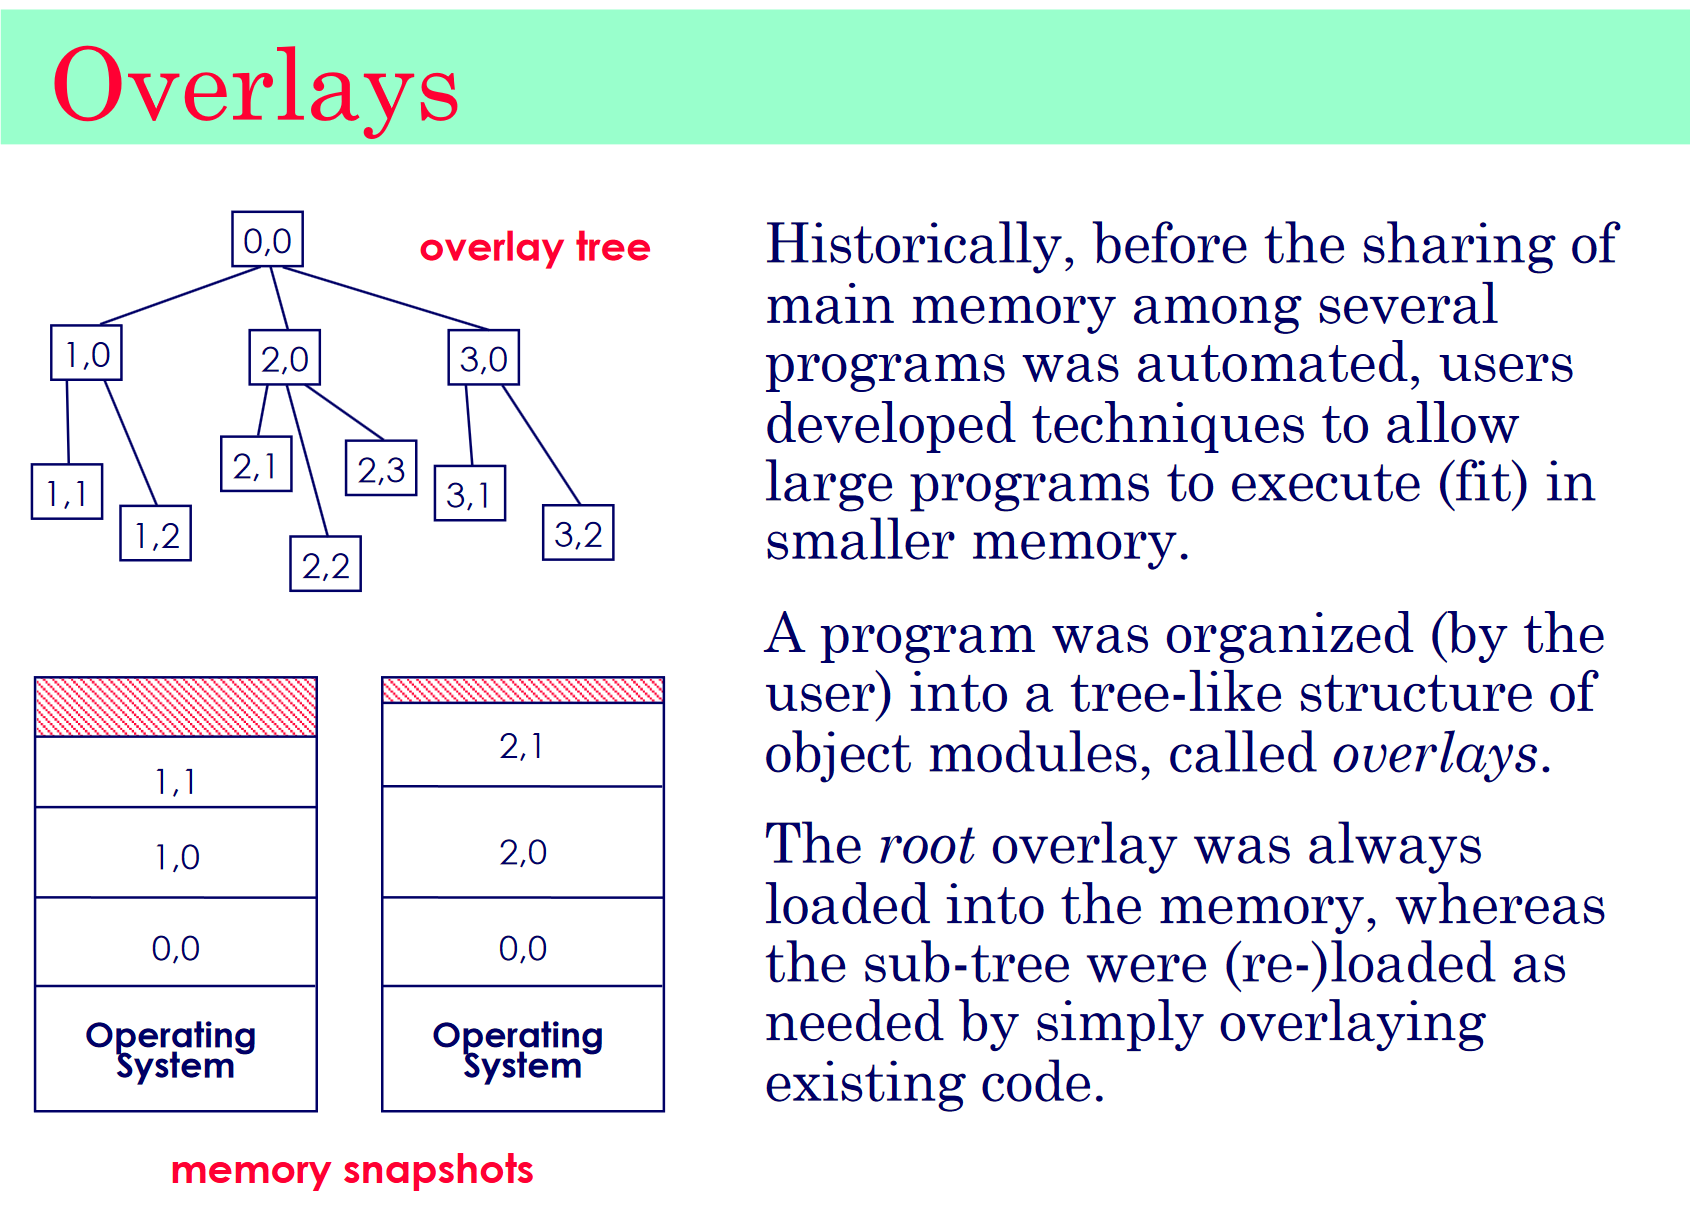 Overlays
0,0
overlay tree
1,0
2,0
3,0
2,1
2,3
1,1
3,1
1,2
3,2
2,2
1,1
1,0
0,0
Operating
System
2,1
2,0
0,0
Operating
System
memory snapshots
Historically, before the sharing of
main memory among several
programs was automated, users
developed techniques to allow
large programs to execute (fit) in
smaller memory.
A program was organized (by the
user) into a tree-like structure of
object modules, called overlays.
The root overlay was always
loaded into the memory, whereas
the sub-tree were (re-)loaded as
needed by simply overlaying
existing code.